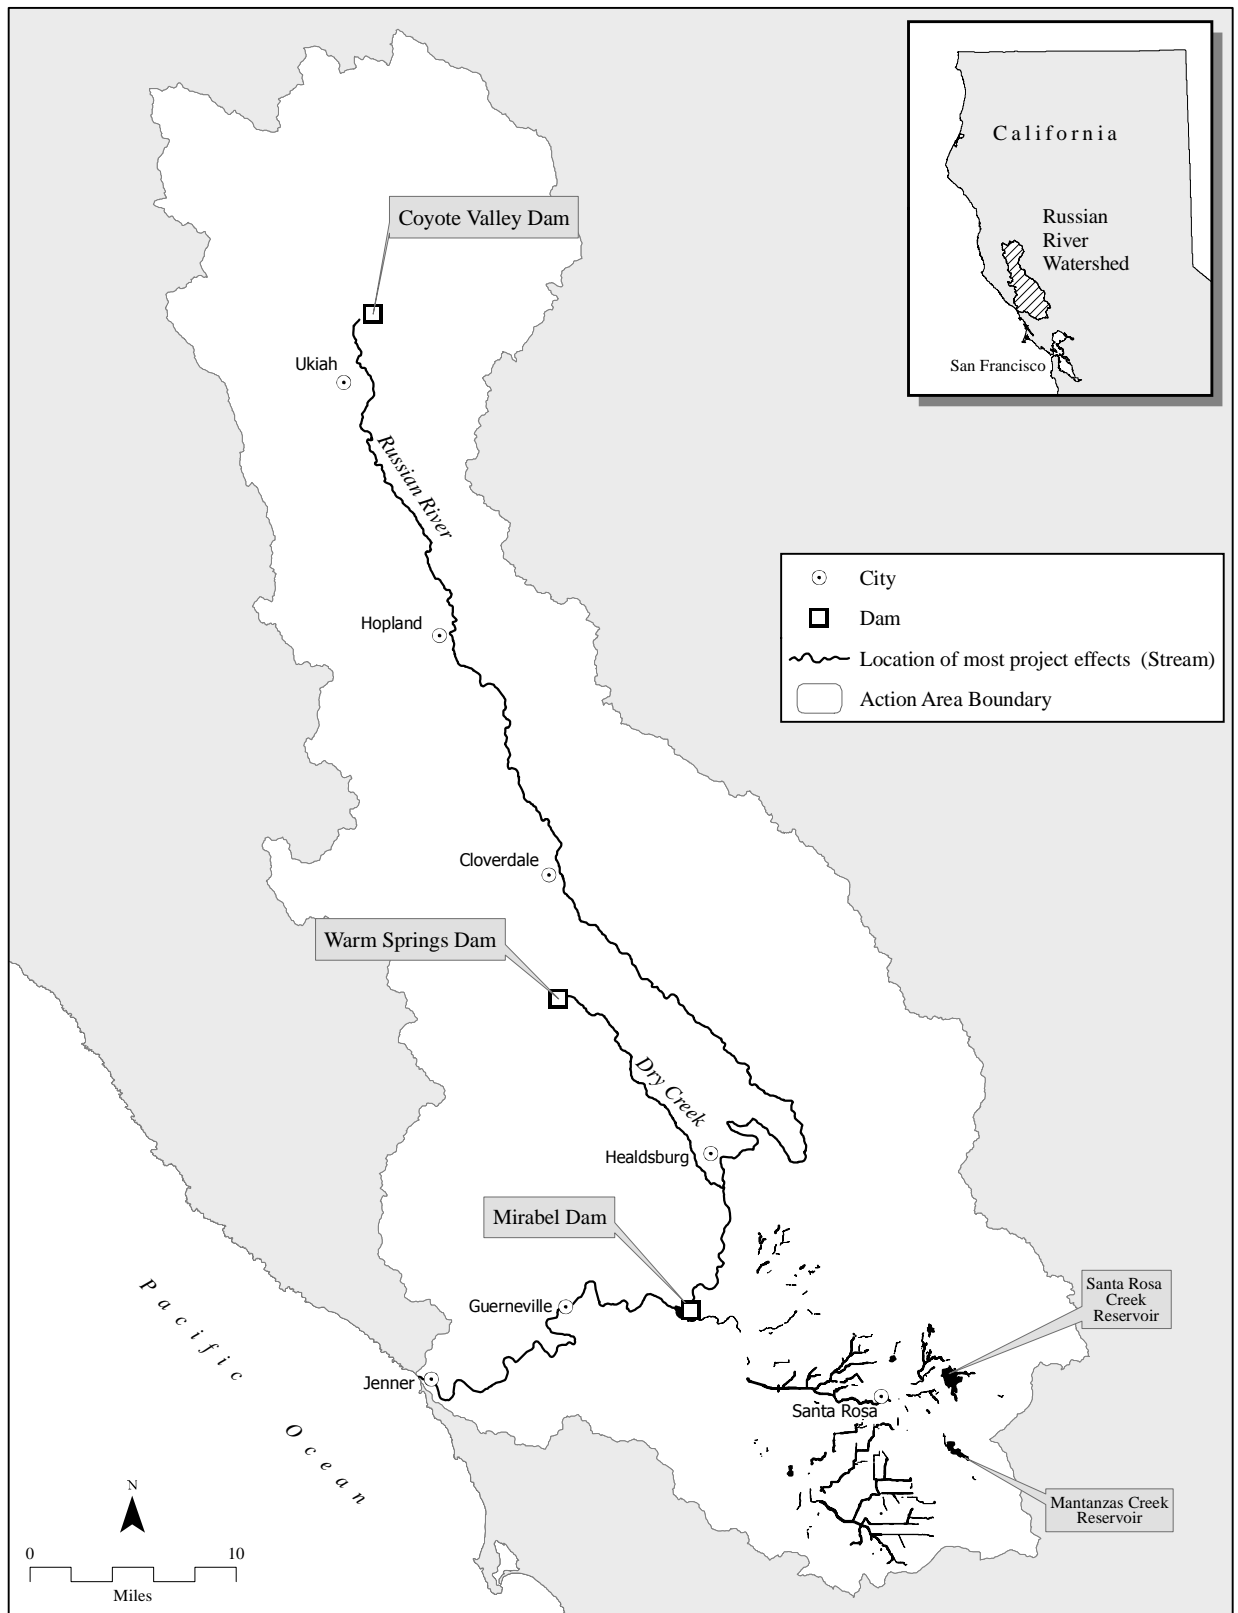 California
Russian
River
Watershed
San Francisco
Coyote Valley Dam
Ukiah
Russian River
City
Dam
Location of most project effects (Stream)
Action Area Boundary
Hopland
Cloverdale
Warm Springs Dam
Dry Creek
Healdsburg
Mirabel Dam
Santa Rosa
Creek
Reservoir
Guerneville
Jenner
Santa Rosa
Pacific
Ocean
Mantanzas Creek
Reservoir
N
0 10
Miles